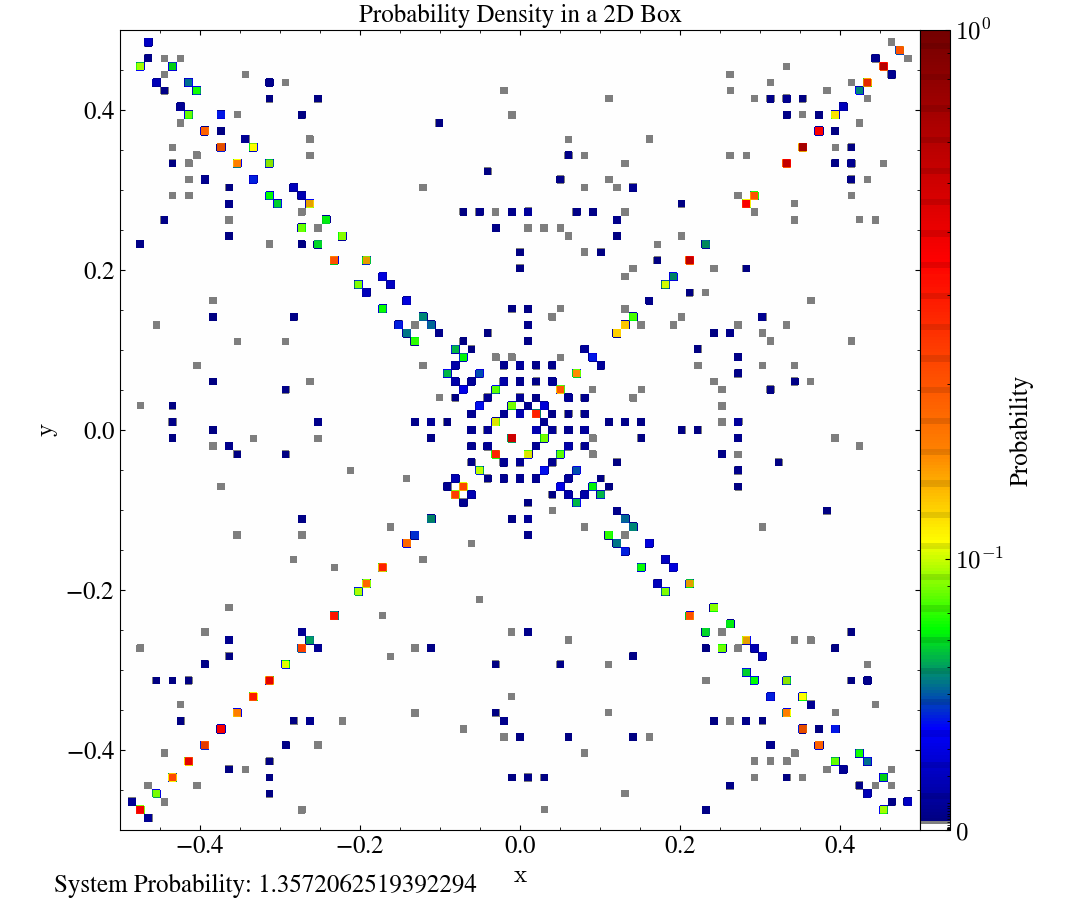 Probability Density in a 2D Box
10^0
0.4
0.2
0.0
−0.2
−0.4
y
Probability
10^−1
0
−0.4 −0.2 0.0 0.2 0.4
x
System Probability: 1.3572062519392294